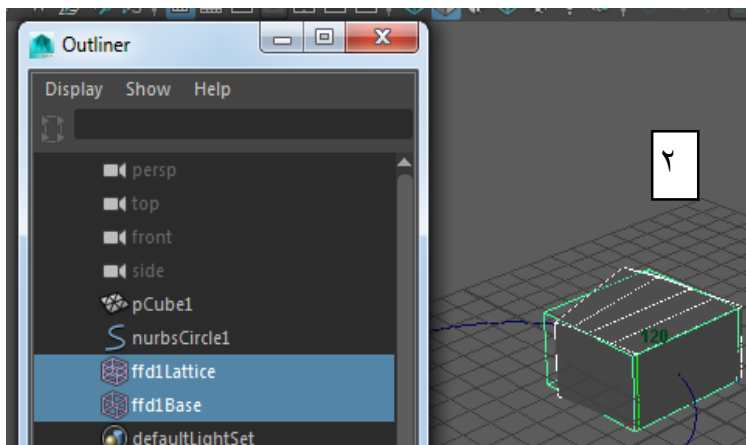 Outliner
Display Show Help
persp
top
front
side
pCube1
nurbsCircle1
ffd1Lattice
ffd1Base
defaultLightSet
٢
120